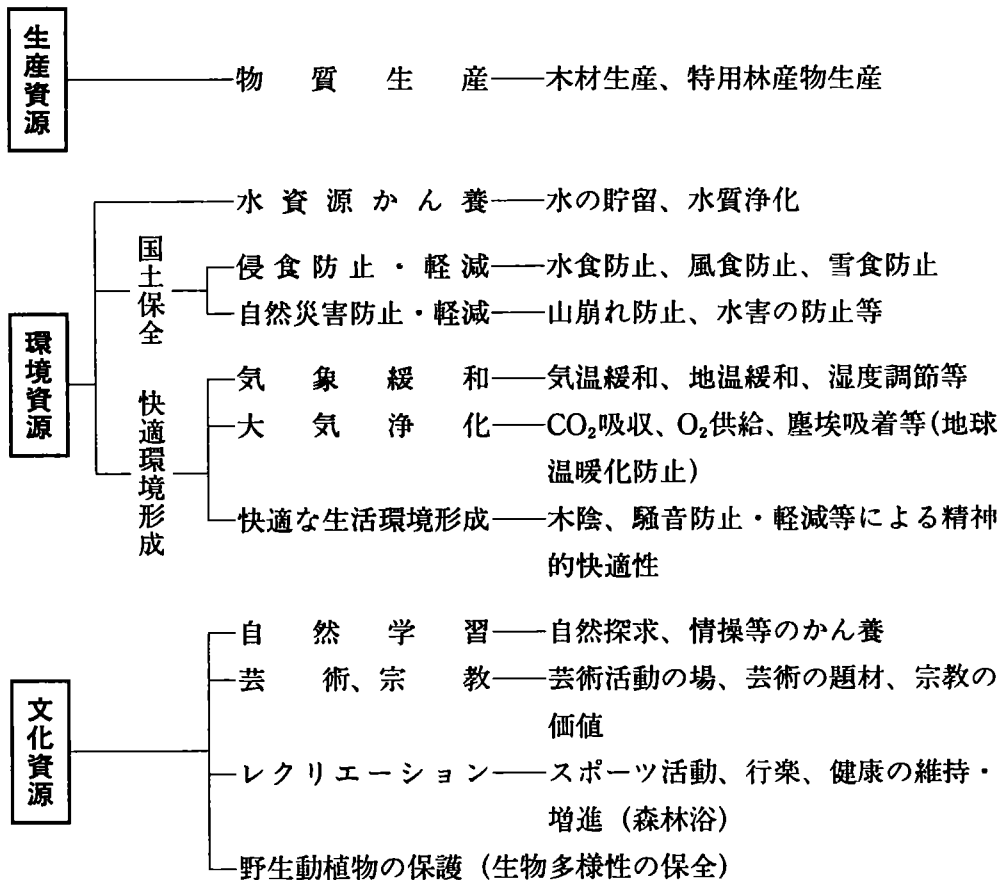 生産資源
物質生産──木材生産、特用林産物生産
環境資源
水資源かん養──水の貯留、水質浄化
国土保全
侵食防止・軽減──水食防止、風食防止、雪食防止
自然災害防止・軽減──山崩れ防止、水害の防止等
快適環境形成
気象緩和──気温緩和、地温緩和、湿度調節等
大気浄化──CO₂吸収、O₂供給、塵埃吸着等(地球
温暖化防止)
快適な生活環境形成──木陰、騒音防止・軽減等による精神
的快適性
文化資源
自然学習──自然探求、情操等のかん養
芸術、宗教──芸術活動の場、芸術の題材、宗教の
価値
レクリエーション──スポーツ活動、行楽、健康の維持・
増進（森林浴）
野生動植物の保護（生物多様性の保全）